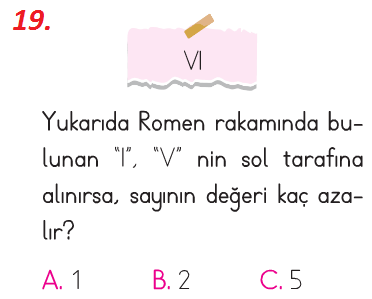 19.
VI
Yukarıda Romen rakamında bu-
lunan "I", "V" nin sol tarafına
alınırsa, sayının değeri kaç aza-
lır?
A. 1 B. 2 C. 5